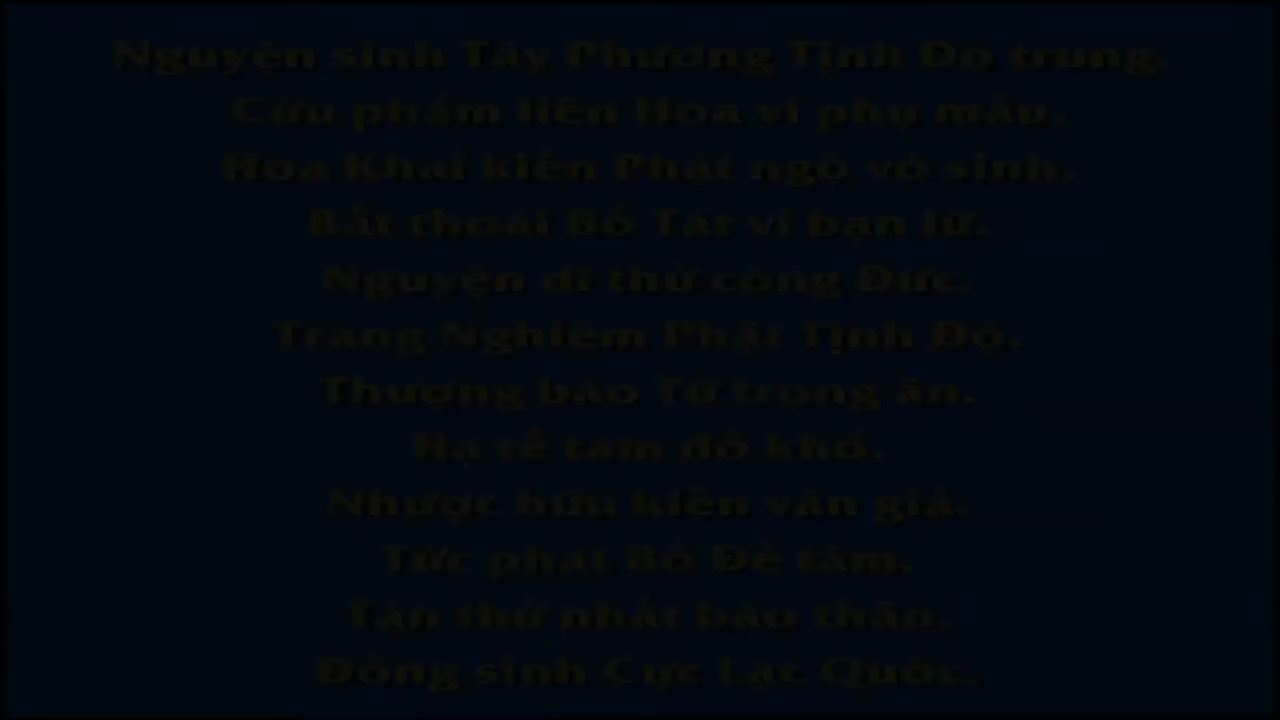 Nguyện sinh Tây Phương Tịnh Độ trung.
Cửu phẩm liên Hoa vi phụ mẫu.
Hoa Khai kiến Phật ngộ vô sinh.
Bất thoái Bồ Tát vi bạn lữ.
Nguyện dĩ thử công Đức.
Trang Nghiêm Phật Tịnh Độ.
Thượng báo Tứ trọng ân.
Hạ tế tam đồ khổ.
Nhược hữu kiến văn giả.
Tức phát Bồ Đề tâm.
Tận thử nhất báo thân.
Đồng sinh Cực Lạc Quốc.